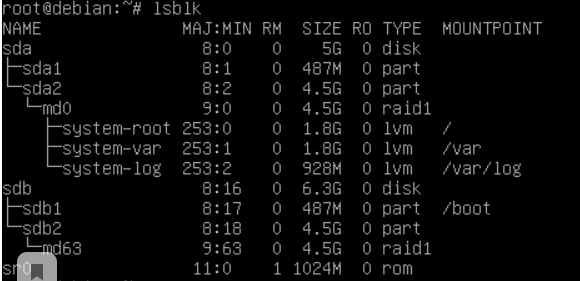 root@debian:~# lsblk
NAME MAJ:MIN RM SIZE RO TYPE MOUNTPOINT
sda 8:0 0 5G 0 disk
├─sda1 8:1 0 487M 0 part
└─sda2 8:2 0 4.5G 0 part
└─md0 9:0 0 4.5G 0 raid1
├─system-root 253:0 0 1.8G 0 lvm /
├─system-var 253:1 0 1.8G 0 lvm /var
└─system-log 253:2 0 928M 0 lvm /var/log
sdb 8:16 0 6.3G 0 disk
├─sdb1 8:17 0 487M 0 part /boot
└─sdb2 8:18 0 4.5G 0 part
└─md63 9:63 0 4.5G 0 raid1
sr0 11:0 1 1024M 0 rom